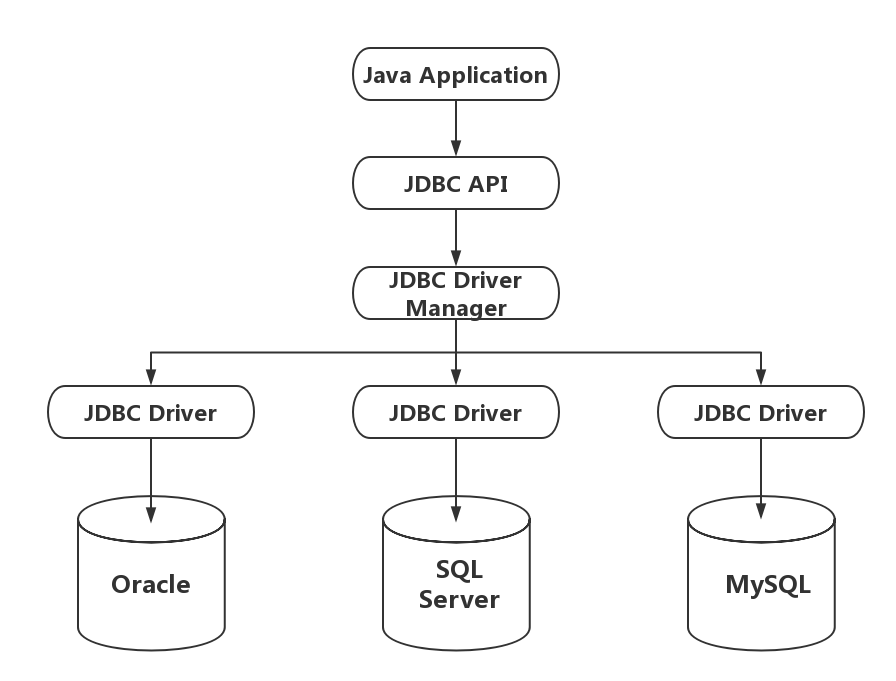 Java Application
JDBC API
JDBC Driver
Manager
JDBC Driver
JDBC Driver
JDBC Driver
Oracle
SQL
Server
MySQL